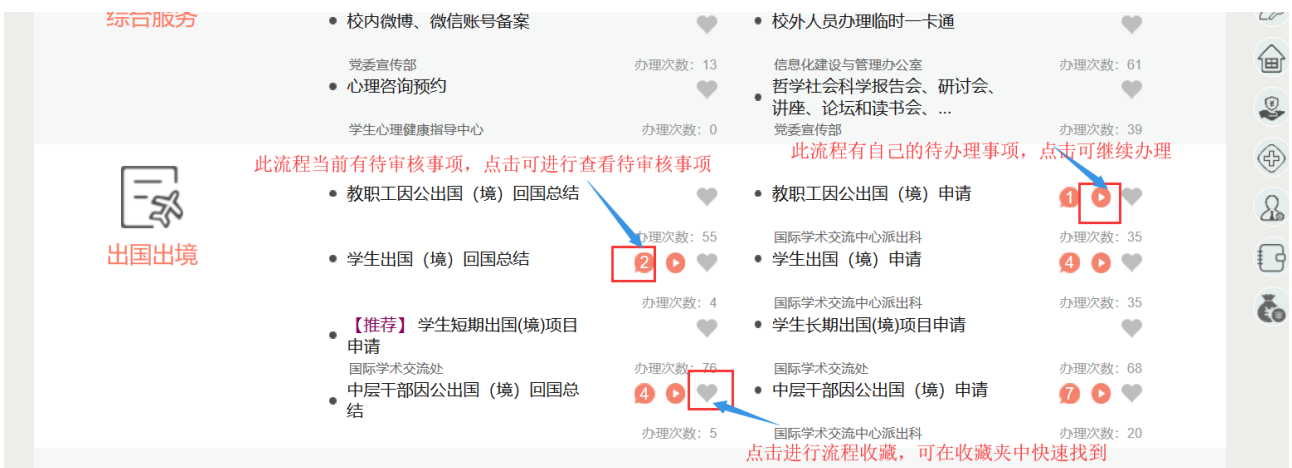 综合服务
校内微博、微信账号备案
校外人员办理临时一卡通
党委宣传部
办理次数：13
信息化建设与管理办公室
办理次数：61
心理咨询预约
哲学社会科学报告会、研讨会、
讲座、论坛和读书会、...
学生心理健康指导中心
办理次数：0
党委宣传部
办理次数：39
此流程当前有待审核事项，点击可进行查看待审核事项
此流程有自己的待办理事项，点击可继续办理
出国出境
教职工因公出国（境）回国总结
教职工因公出国（境）申请
1
办理次数：55
国际学术交流中心派出科
办理次数：35
学生出国（境）回国总结
2
学生出国（境）申请
4
办理次数：4
国际学术交流中心派出科
办理次数：35
【推荐】 学生短期出国(境)项目
申请
学生长期出国(境)项目申请
国际学术交流处
办理次数：76
国际学术交流处
办理次数：68
中层干部因公出国（境）回国总
结
4
中层干部因公出国（境）申请
7
办理次数：5
国际学术交流中心派出科
办理次数：20
点击进行流程收藏，可在收藏夹中快速找到